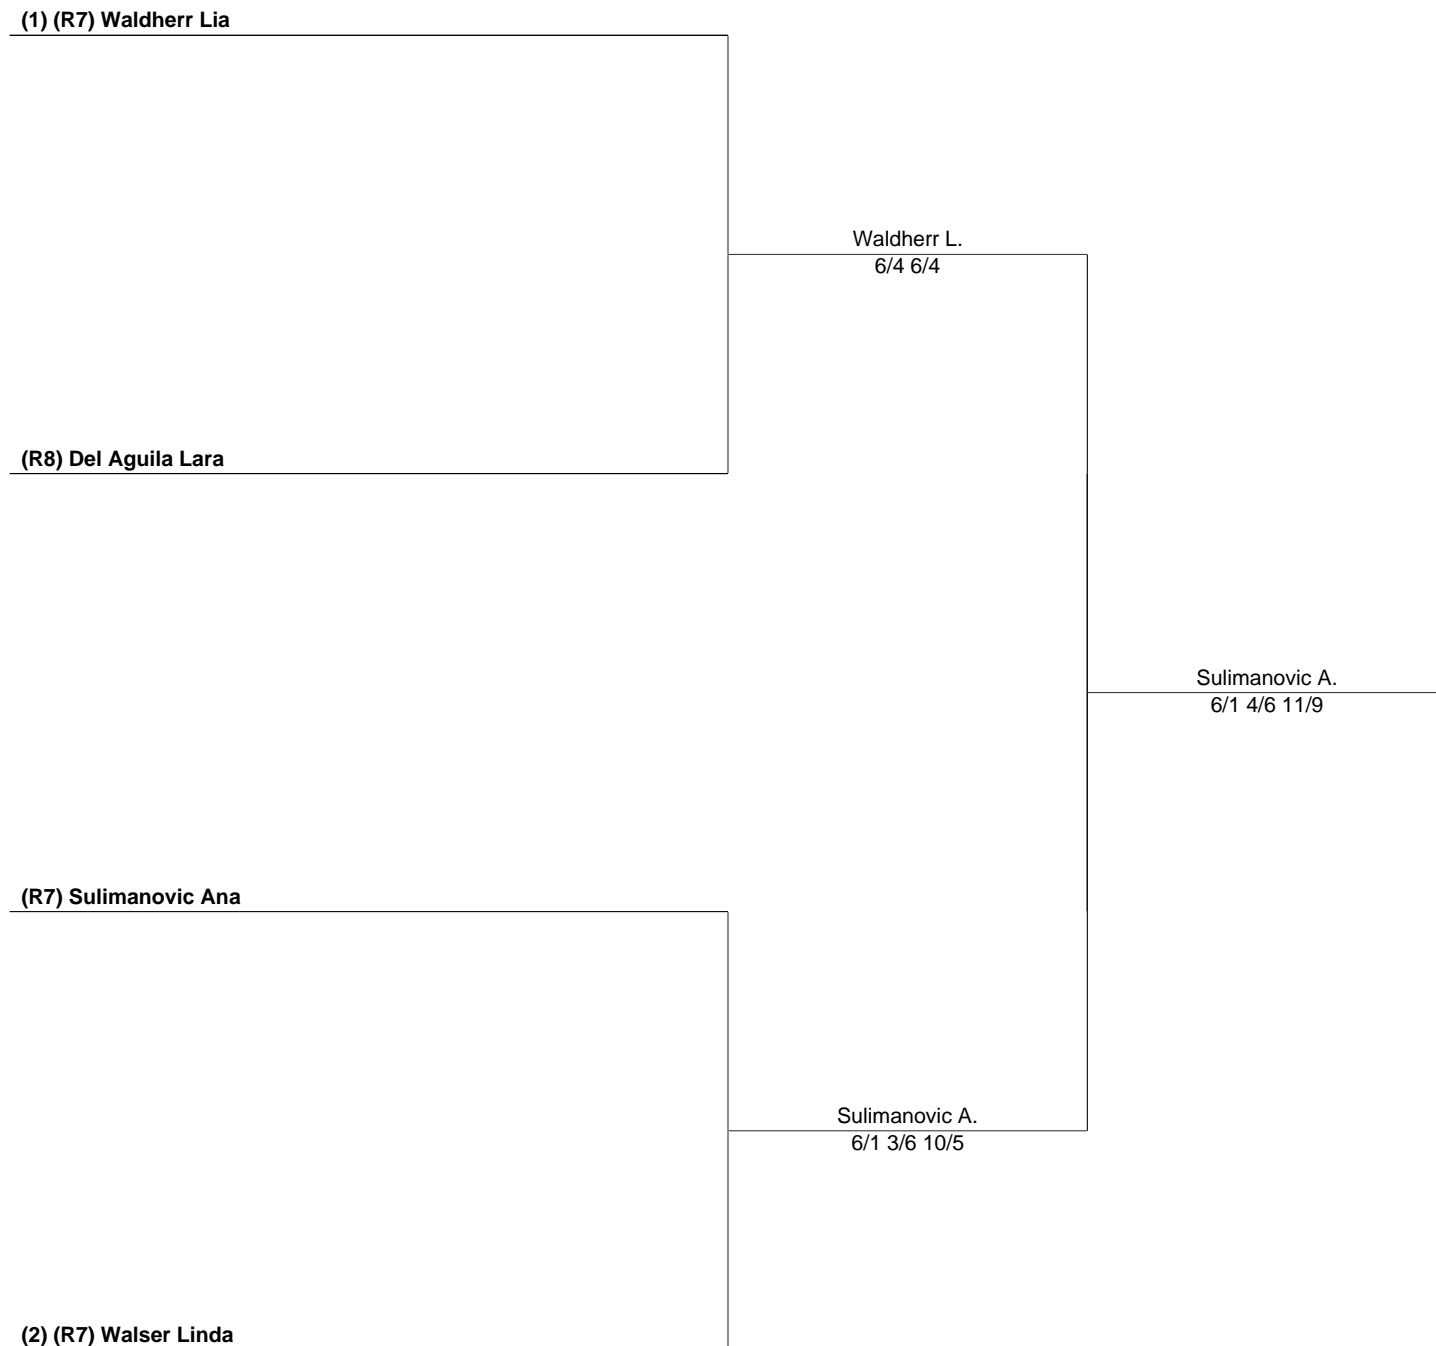 (1) (R7) Waldherr Lia
Waldherr L.
6/4 6/4
(R8) Del Aguila Lara
Sulimanovic A.
6/1 4/6 11/9
(R7) Sulimanovic Ana
Sulimanovic A.
6/1 3/6 10/5
(2) (R7) Walser Linda